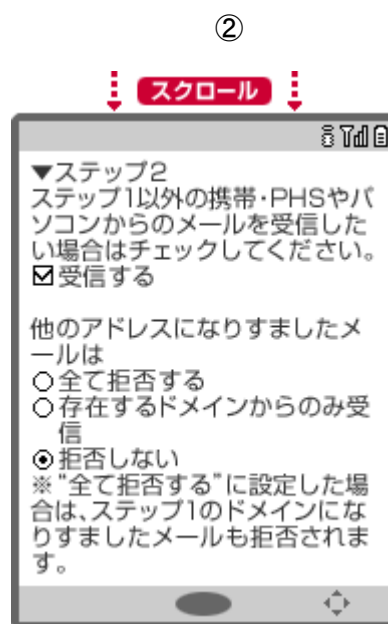 ②
スクロール
▼ステップ2
ステップ1以外の携帯・PHSやパ
ソコンからのメールを受信した
い場合はチェックしてください。
☑受信する
他のアドレスになりすましたメ
ールは
○全て拒否する
○存在するドメインからのみ受
信
◉拒否しない
※“全て拒否する”に設定した場
合は、ステップ1のドメインにな
りすましたメールも拒否されま
す。